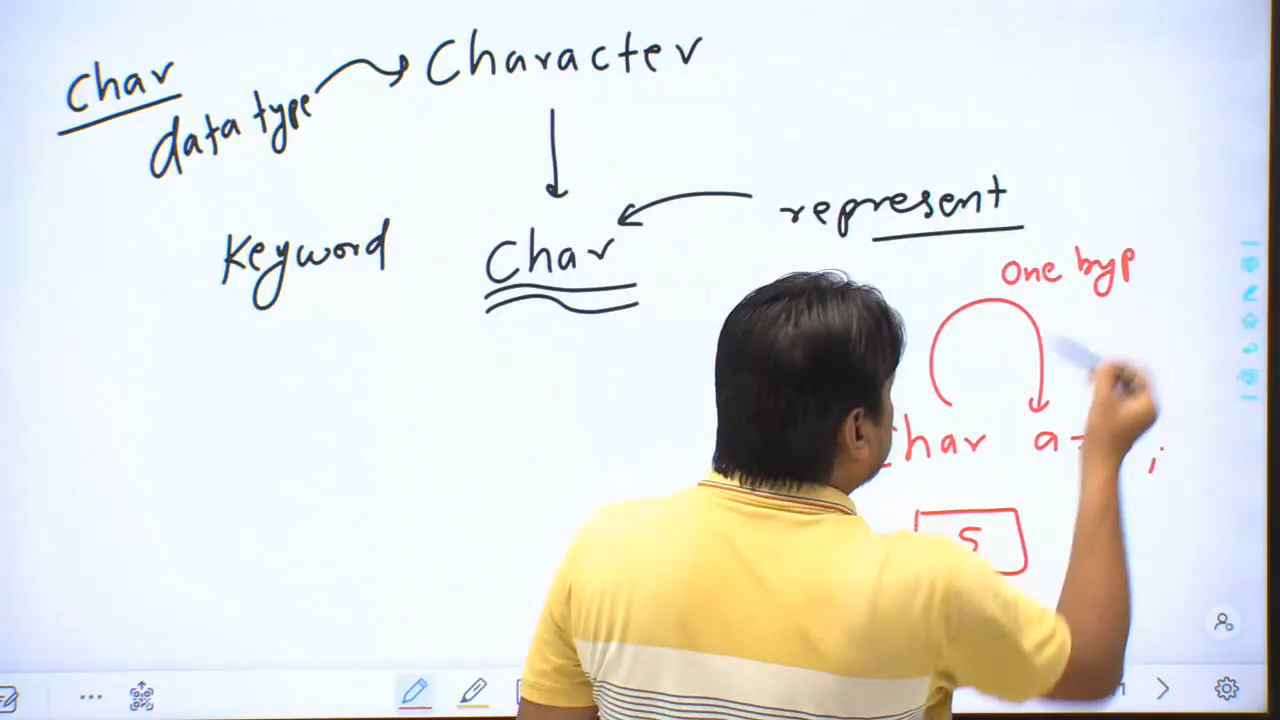 Char
data type
Character
Keyword
Char
represent
One byp
char a
;
5